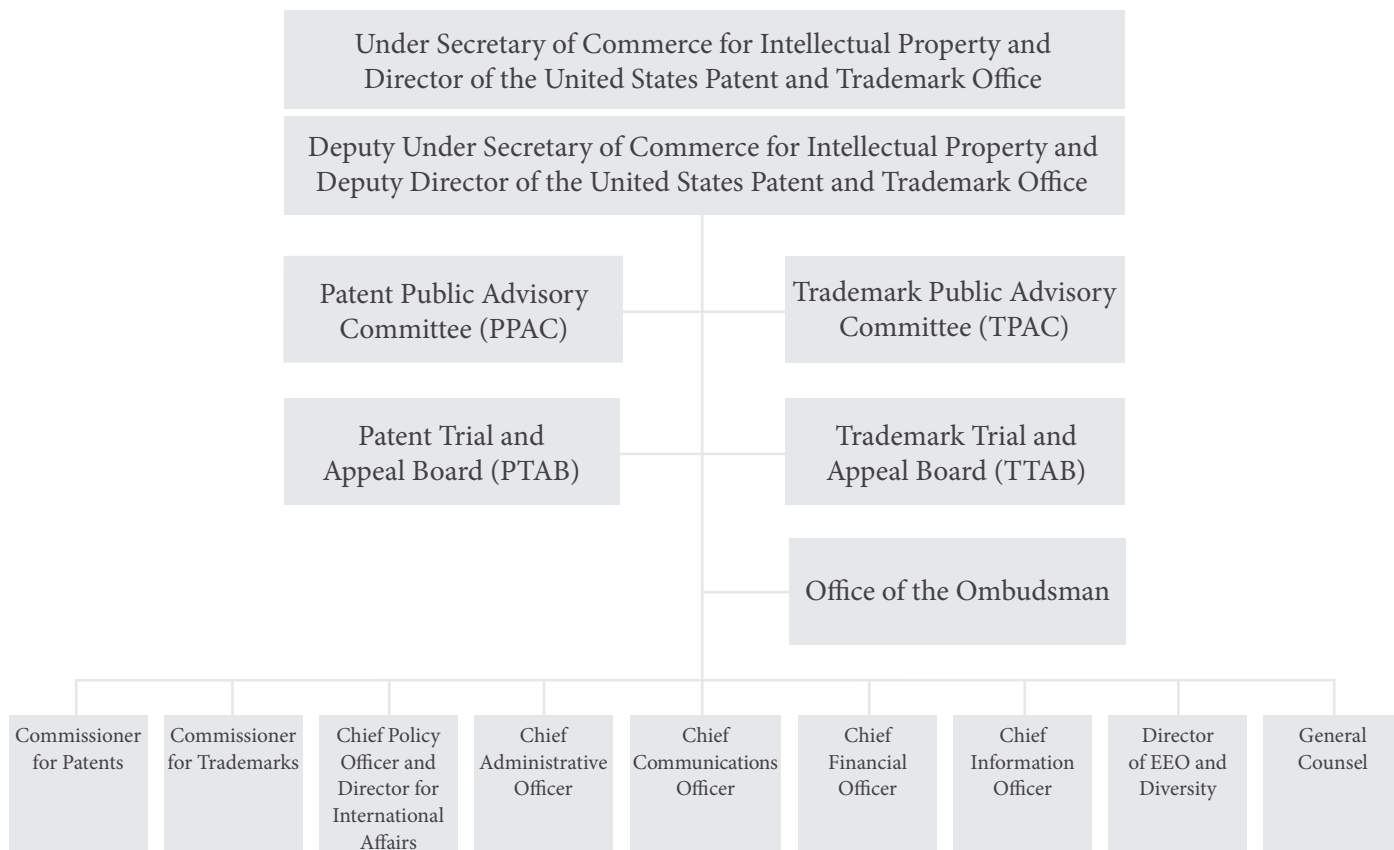 Under Secretary of Commerce for Intellectual Property and
Director of the United States Patent and Trademark Office
Deputy Under Secretary of Commerce for Intellectual Property and
Deputy Director of the United States Patent and Trademark Office
Patent Public Advisory
Committee (PPAC)
Trademark Public Advisory
Committee (TPAC)
Patent Trial and
Appeal Board (PTAB)
Trademark Trial and
Appeal Board (TTAB)
Office of the Ombudsman
Commissioner
for Patents
Commissioner
for Trademarks
Chief Policy
Officer and
Director for
International
Affairs
Chief
Administrative
Officer
Chief
Communications
Officer
Chief
Financial
Officer
Chief
Information
Officer
Director
of EEO and
Diversity
General
Counsel